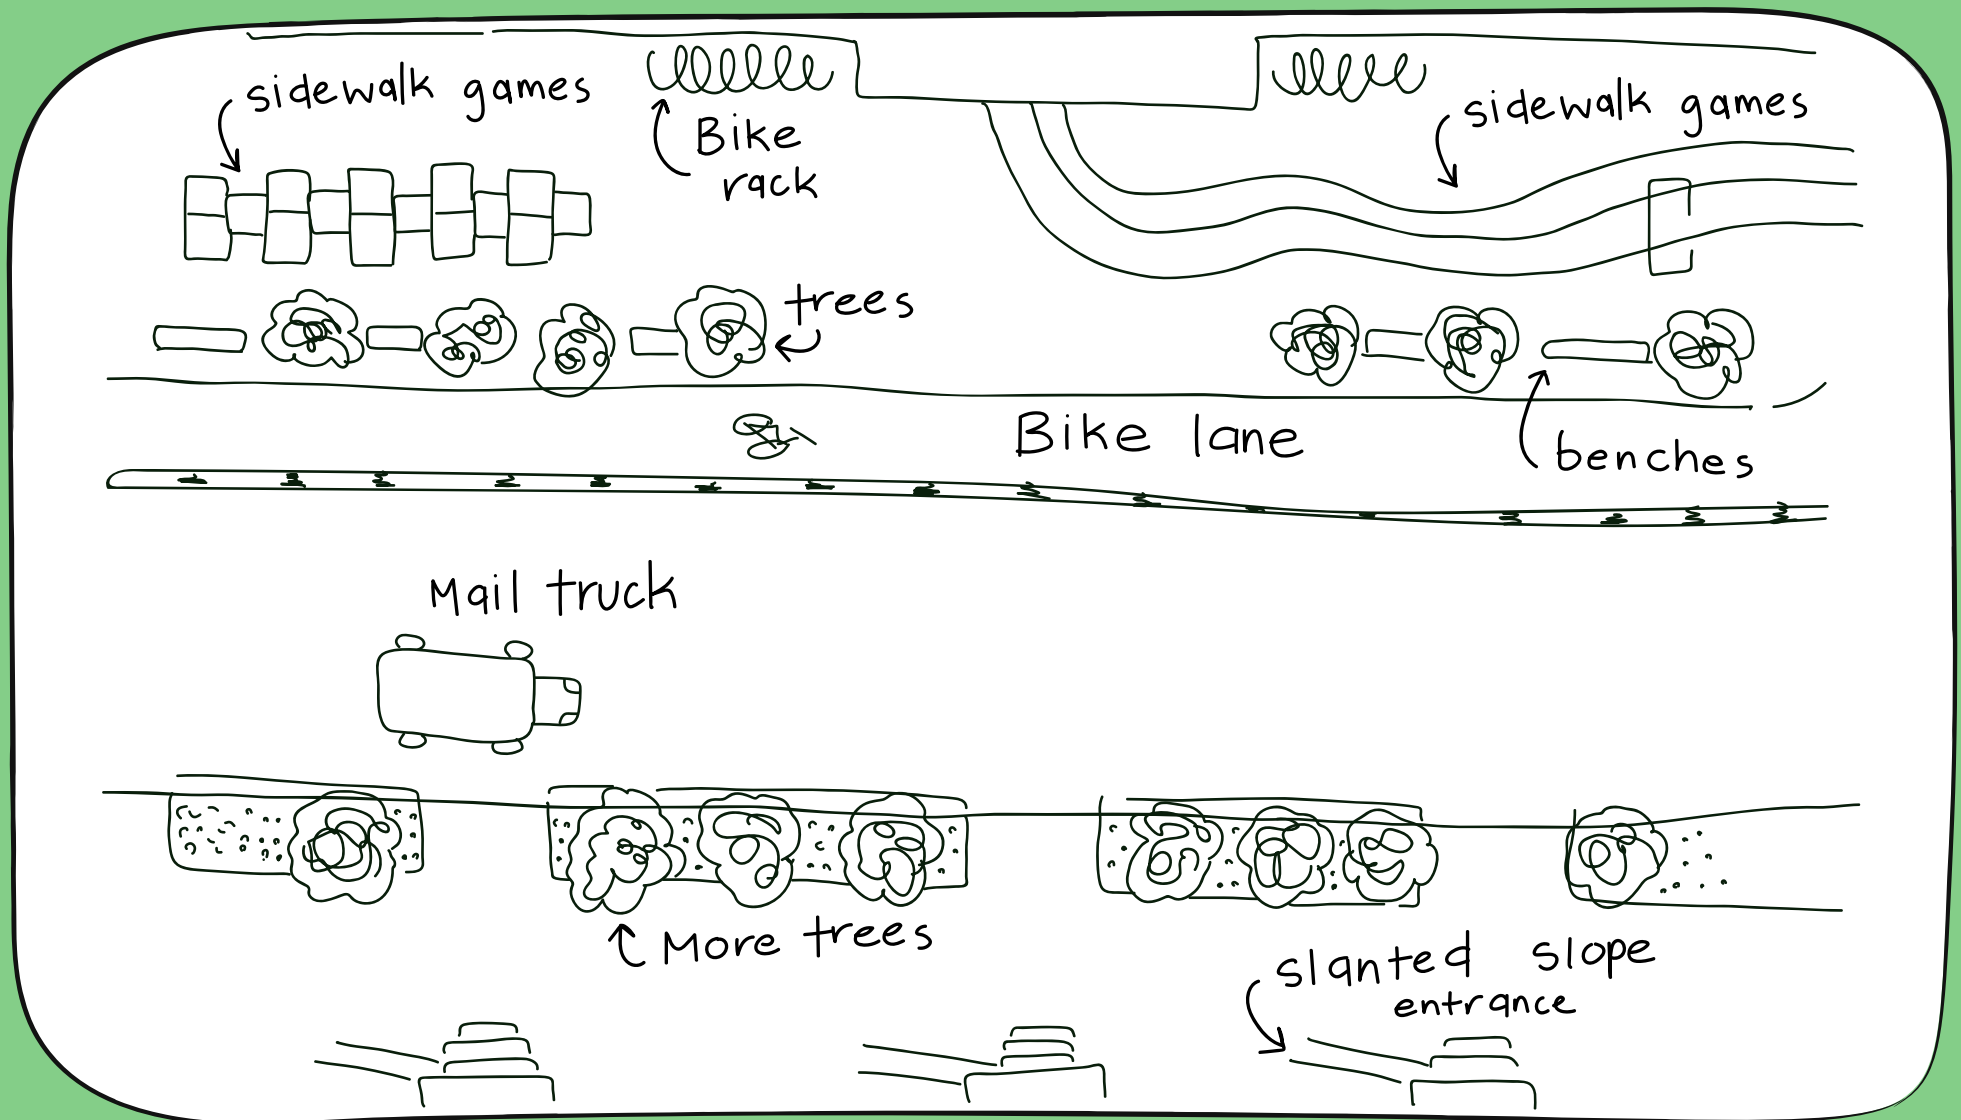 sidewalk games
Bike
rack
sidewalk games
trees
Bike lane
benches
Mail truck
More trees
slanted slope
entrance